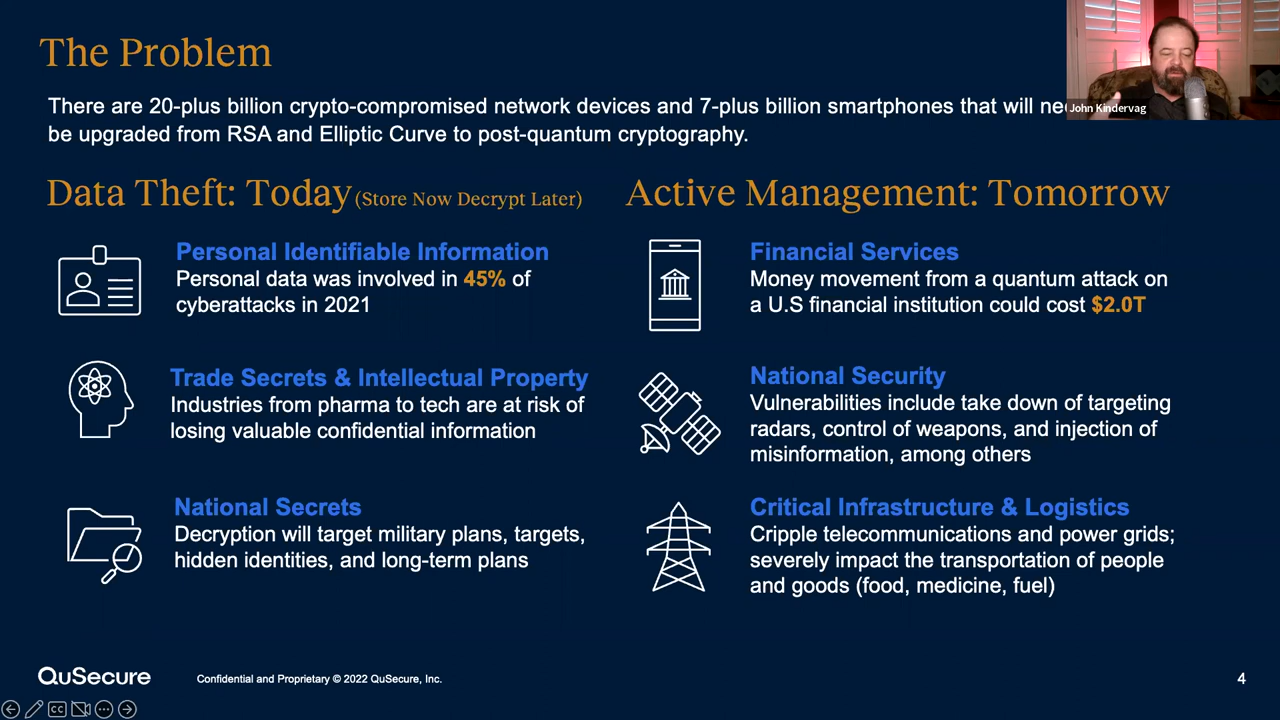 The Problem
There are 20-plus billion crypto-compromised network devices and 7-plus billion smartphones that will
be upgraded from RSA and Elliptic Curve to post-quantum cryptography.
John Kindervag
Data Theft: Today (Store Now Decrypt Later)
Personal Identifiable Information
Personal data was involved in 45% of
cyberattacks in 2021
Trade Secrets & Intellectual Property
Industries from pharma to tech are at risk of
losing valuable confidential information
National Secrets
Decryption will target military plans, targets,
hidden identities, and long-term plans
Active Management: Tomorrow
Financial Services
Money movement from a quantum attack on
a U.S financial institution could cost $2.0T
National Security
Vulnerabilities include take down of targeting
radars, control of weapons, and injection of
misinformation, among others
Critical Infrastructure & Logistics
Cripple telecommunications and power grids;
severely impact the transportation of people
and goods (food, medicine, fuel)
QuSecure
Confidential and Proprietary © 2022 QuSecure, Inc.
4
CC